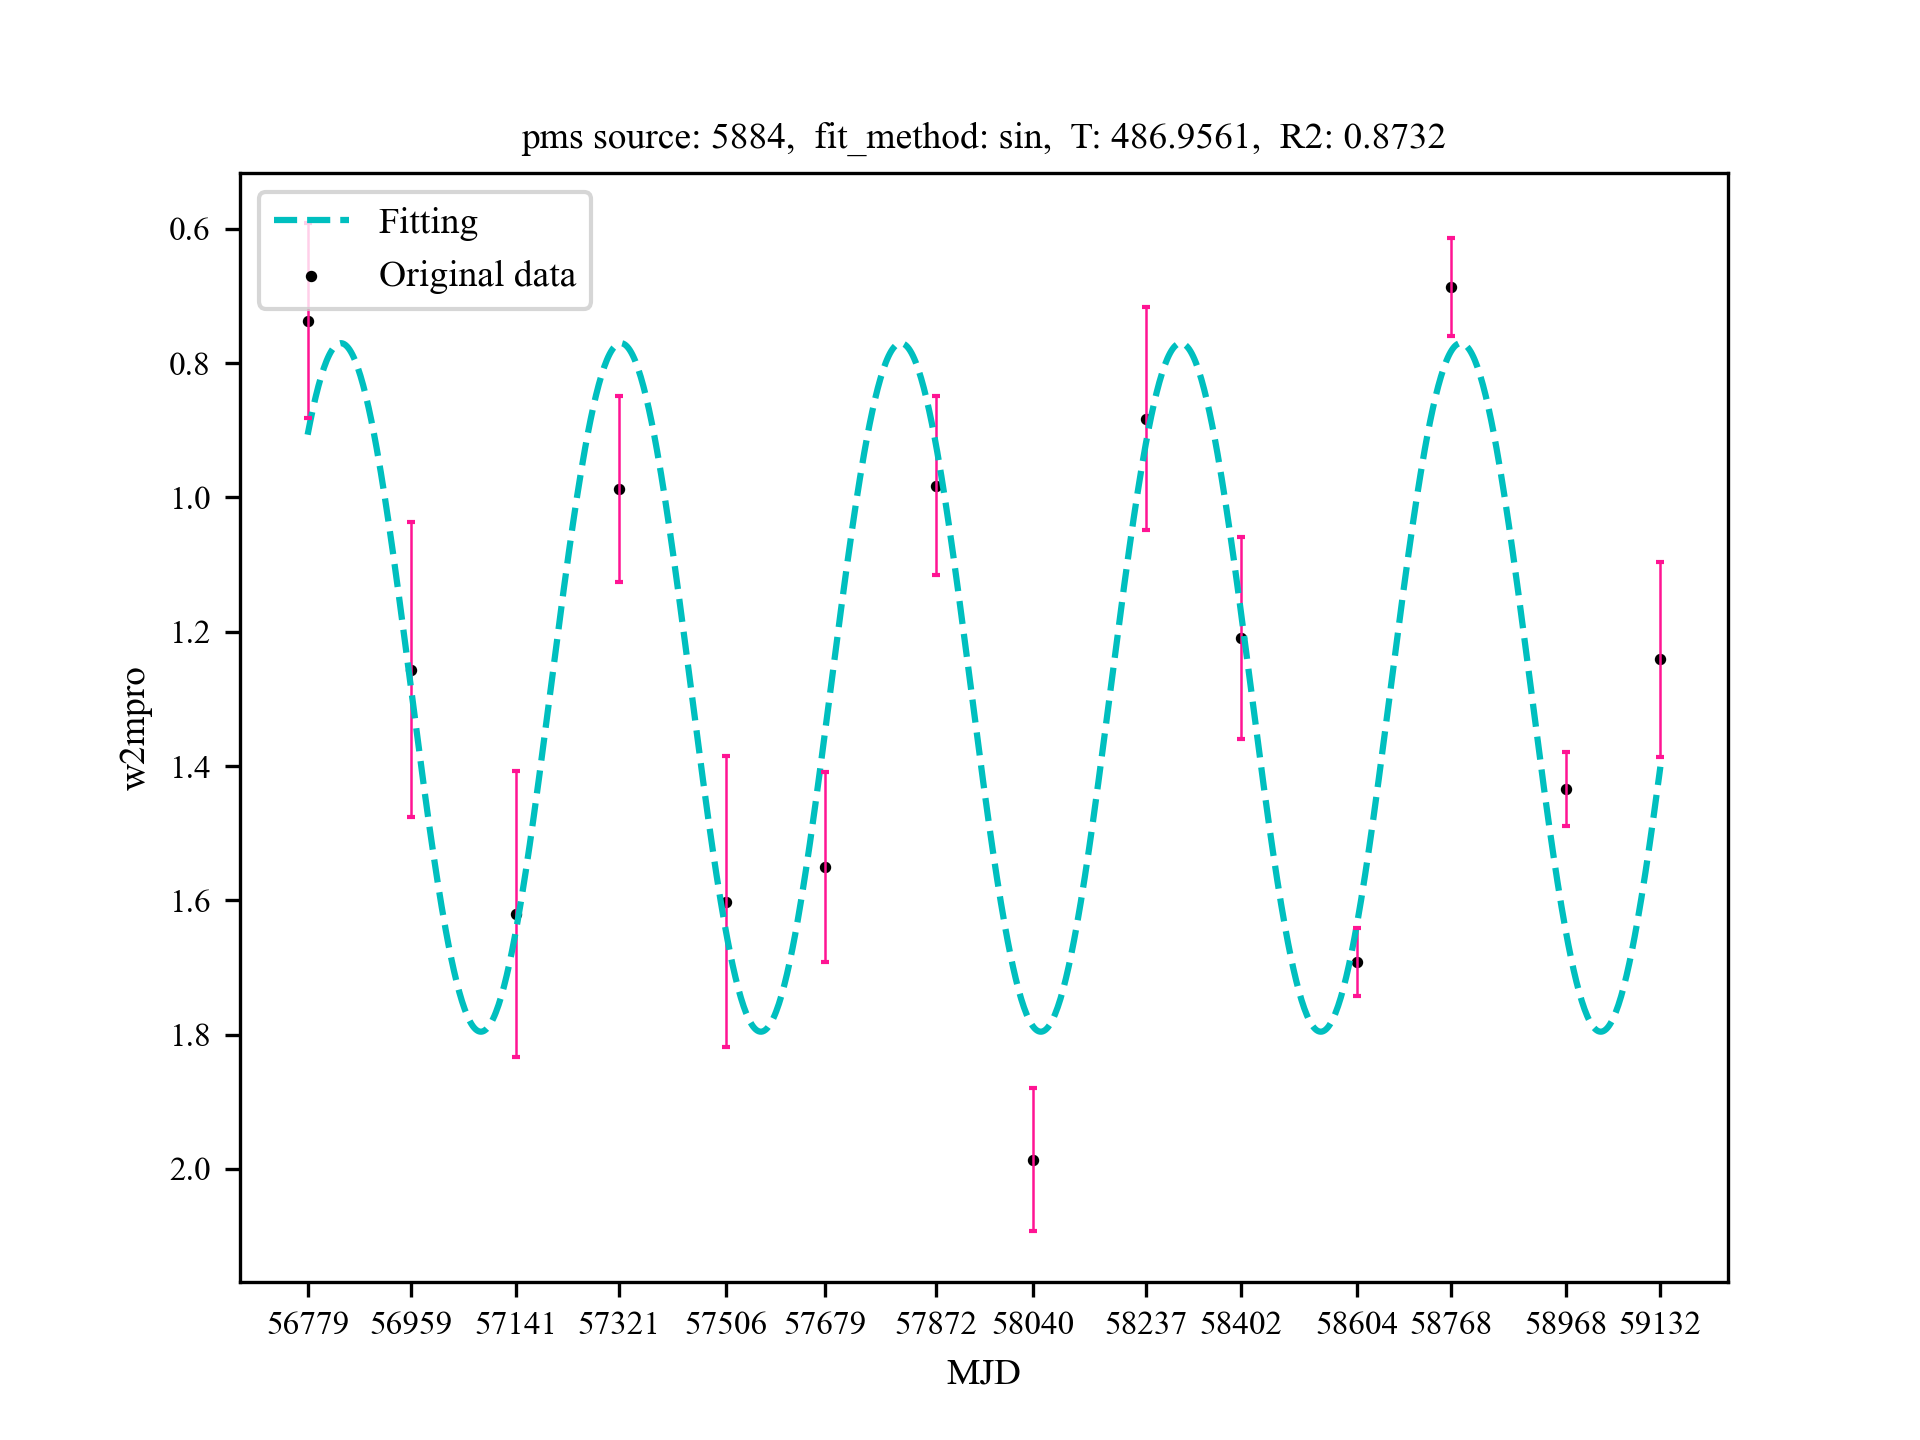 pms source: 5884,  fit_method: sin,  T: 486.9561,  R2: 0.8732
Fitting
Original data
0.6
0.8
1.0
1.2
1.4
1.6
1.8
2.0
w2mpro
56779 56959 57141 57321 57506 57679 57872 58040 58237 58402 58604 58768 58968 59132
MJD